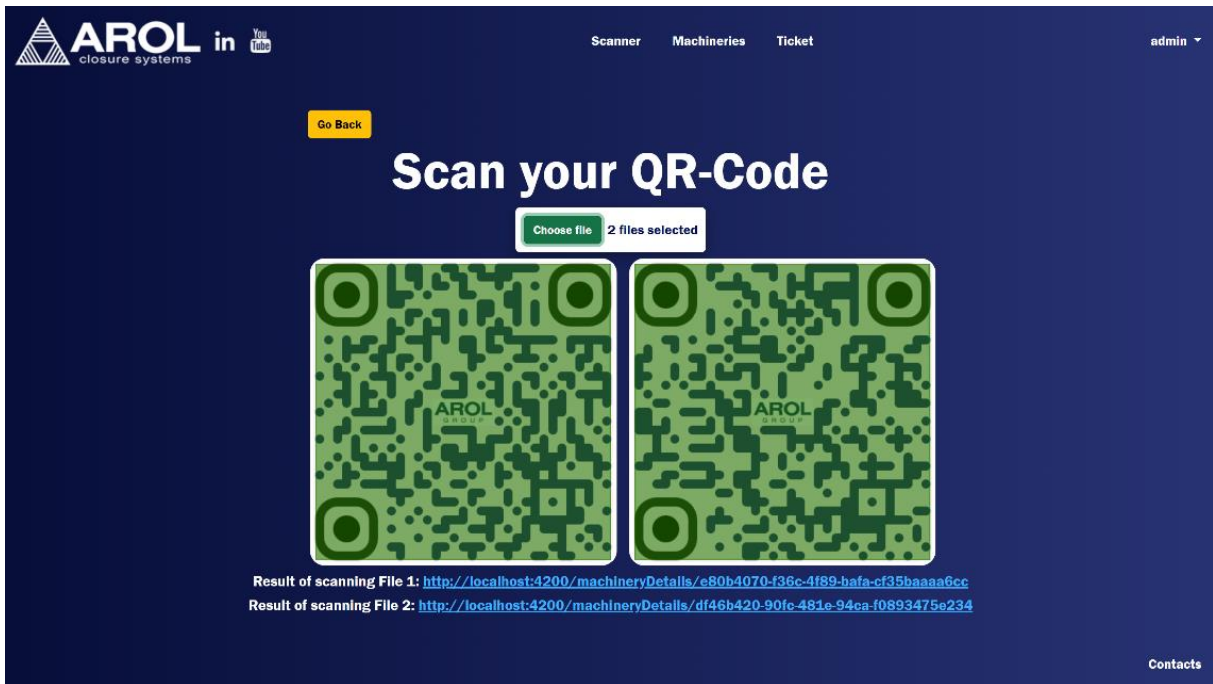 AROL
closure systems
in
You
Tube
Scanner Machineries Ticket
admin
Go Back
Scan your QR-Code
Choose file 2 files selected
AROL
GROUP
AROL
GROUP
Result of scanning File 1: http://localhost:4200/machineryDetails/e80b4070-f36c-4f89-bafa-cf35baaaa6cc
Result of scanning File 2: http://localhost:4200/machineryDetails/df46b420-90fc-481e-94ca-f0893475e234
Contacts